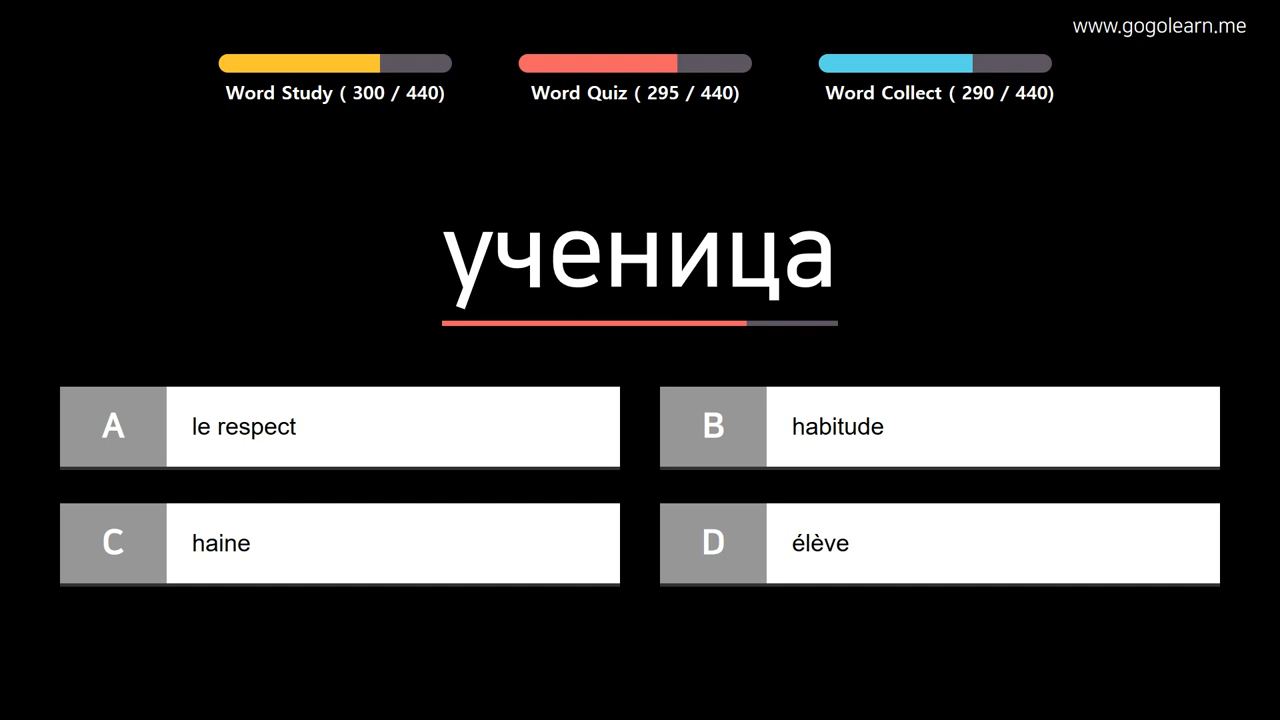 www.gogolearn.me
Word Study ( 300 / 440)
Word Quiz ( 295 / 440)
Word Collect ( 290 / 440)
ученица
A
le respect
B
habitude
C
haine
D
élève